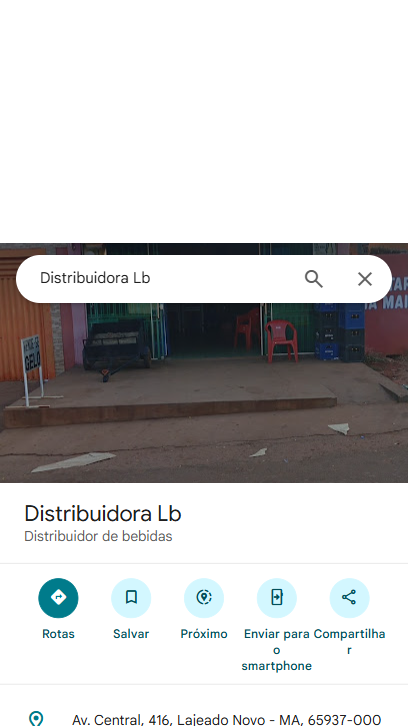 Distribuidora Lb
GELO
Distribuidora Lb
Distribuidor de bebidas
Rotas
Salvar
Próximo
Enviar para o smartphone
Compartilhar
Av. Central, 416, Lajeado Novo - MA, 65937-000